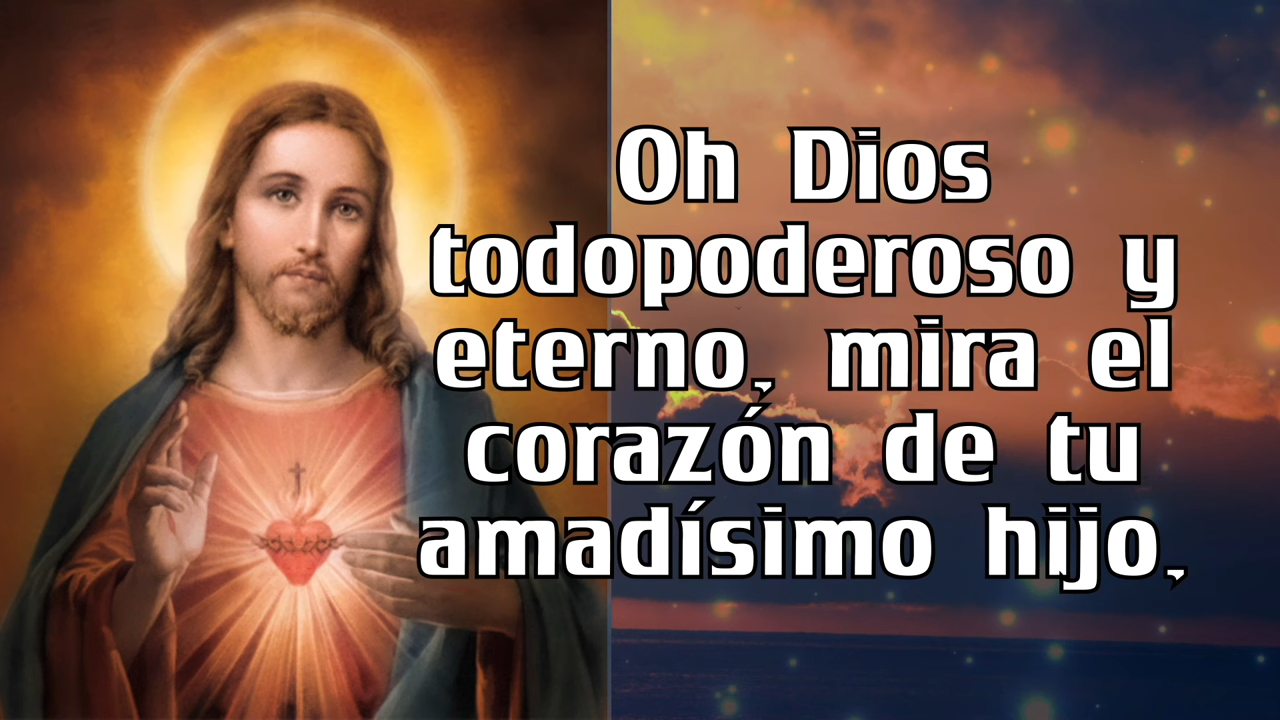 Oh Dios
todopoderoso y
eterno, mira el
corazón de tu
amadísimo hijo,